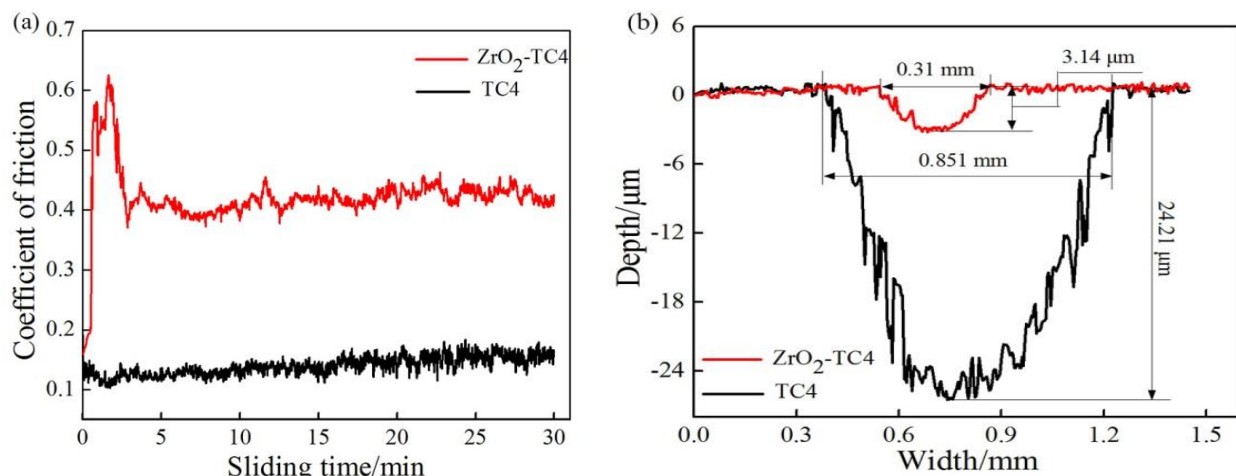 (a)
0.7
0.6
0.5
0.4
0.3
0.2
0.1
Coefficient of friction
ZrO2-TC4
TC4
0 5 10 15 20 25 30
Sliding time/min
(b)
6
0
-6
-12
-18
-24
Depth/μm
0.31 mm
3.14 μm
0.851 mm
24.21 μm
ZrO2-TC4
TC4
0.0 0.3 0.6 0.9 1.2 1.5
Width/mm